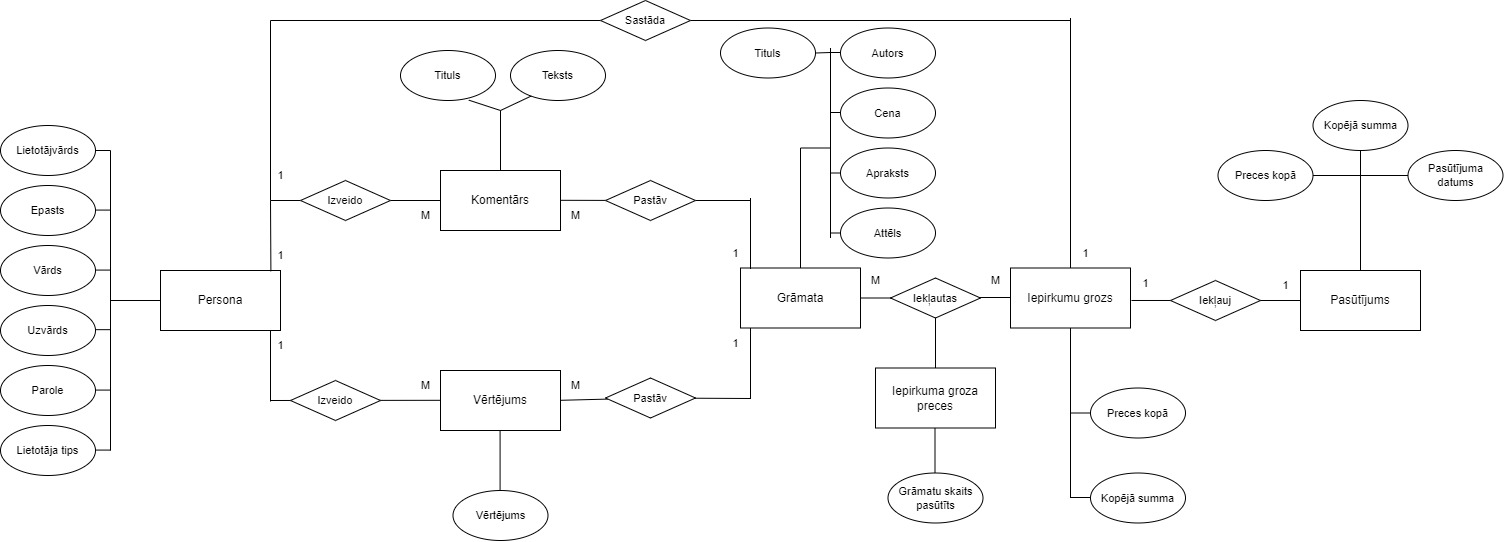 Sastāda
Tituls
Teksts
Tituls
Autors
Cena
Apraksts
Attēls
Kopējā summa
Preces kopā
Pasūtījuma
datums
Lietotājvārds
Epasts
Vārds
Uzvārds
Parole
Lietotāja tips
1
Izveido
M
Komentārs
M
Pastāv
1
1
Persona
1
Grāmata
M
Iekļautas
M
1
Iepirkumu grozs
1
Iekļauj
1
Pasūtījums
1
Izveido
M
Vērtējums
M
Pastāv
Iepirkuma groza
preces
Preces kopā
Vērtējums
Grāmatu skaits
pasūtīts
Kopējā summa